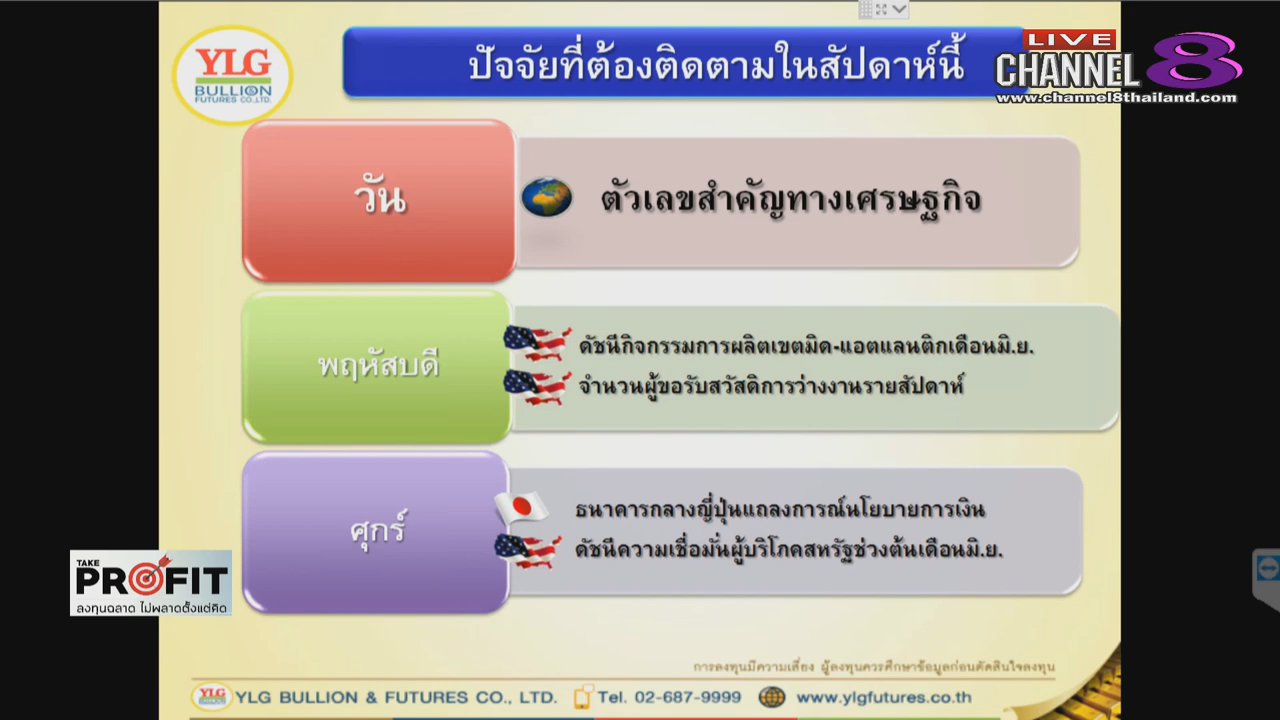 YLG
BULLION
FUTURES CO.,LTD.
ปัจจัยที่ต้องติดตามในสัปดาห์นี้
LIVE
CHANNEL 8
www.channel8thailand.com
วัน
ตัวเลขสำคัญทางเศรษฐกิจ
พฤหัสบดี
ดัชนีกิจกรรมการผลิตเขตมิด-แอตแลนติกเดือนมิ.ย.
จำนวนผู้ขอรับสวัสดิการว่างงานรายสัปดาห์
ศุกร์
ธนาคารกลางญี่ปุ่นแถลงการณ์นโยบายการเงิน
ดัชนีความเชื่อมั่นผู้บริโภคสหรัฐช่วงต้นเดือนมิ.ย.
TAKE
PROFIT
ลงทุนฉลาด ไม่พลาดตั้งแต่คิด
การลงทุนมีความเสี่ยง ผู้ลงทุนควรศึกษาข้อมูลก่อนตัดสินใจลงทุน
YLG YLG BULLION & FUTURES CO., LTD. Tel. 02-687-9999 www.ylgfutures.co.th